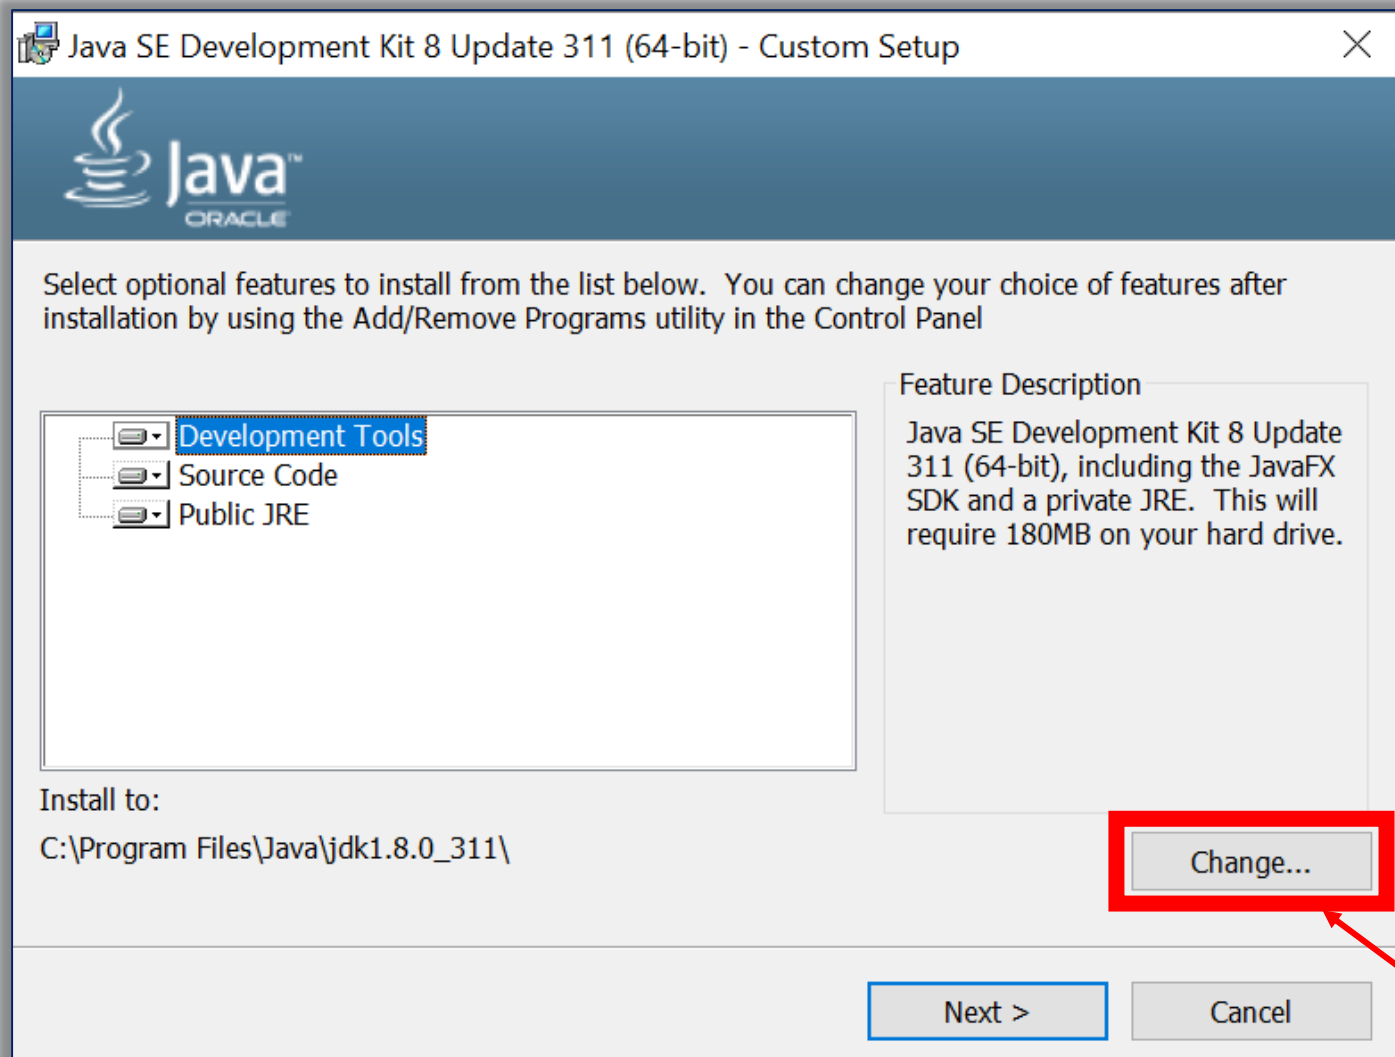 Java SE Development Kit 8 Update 311 (64-bit) - Custom Setup
Java™
ORACLE
Select optional features to install from the list below.  You can change your choice of features after
installation by using the Add/Remove Programs utility in the Control Panel
Development Tools
Source Code
Public JRE
Feature Description
Java SE Development Kit 8 Update
311 (64-bit), including the JavaFX
SDK and a private JRE.  This will
require 180MB on your hard drive.
Install to:
C:\Program Files\Java\jdk1.8.0_311\
Change...
Next >
Cancel